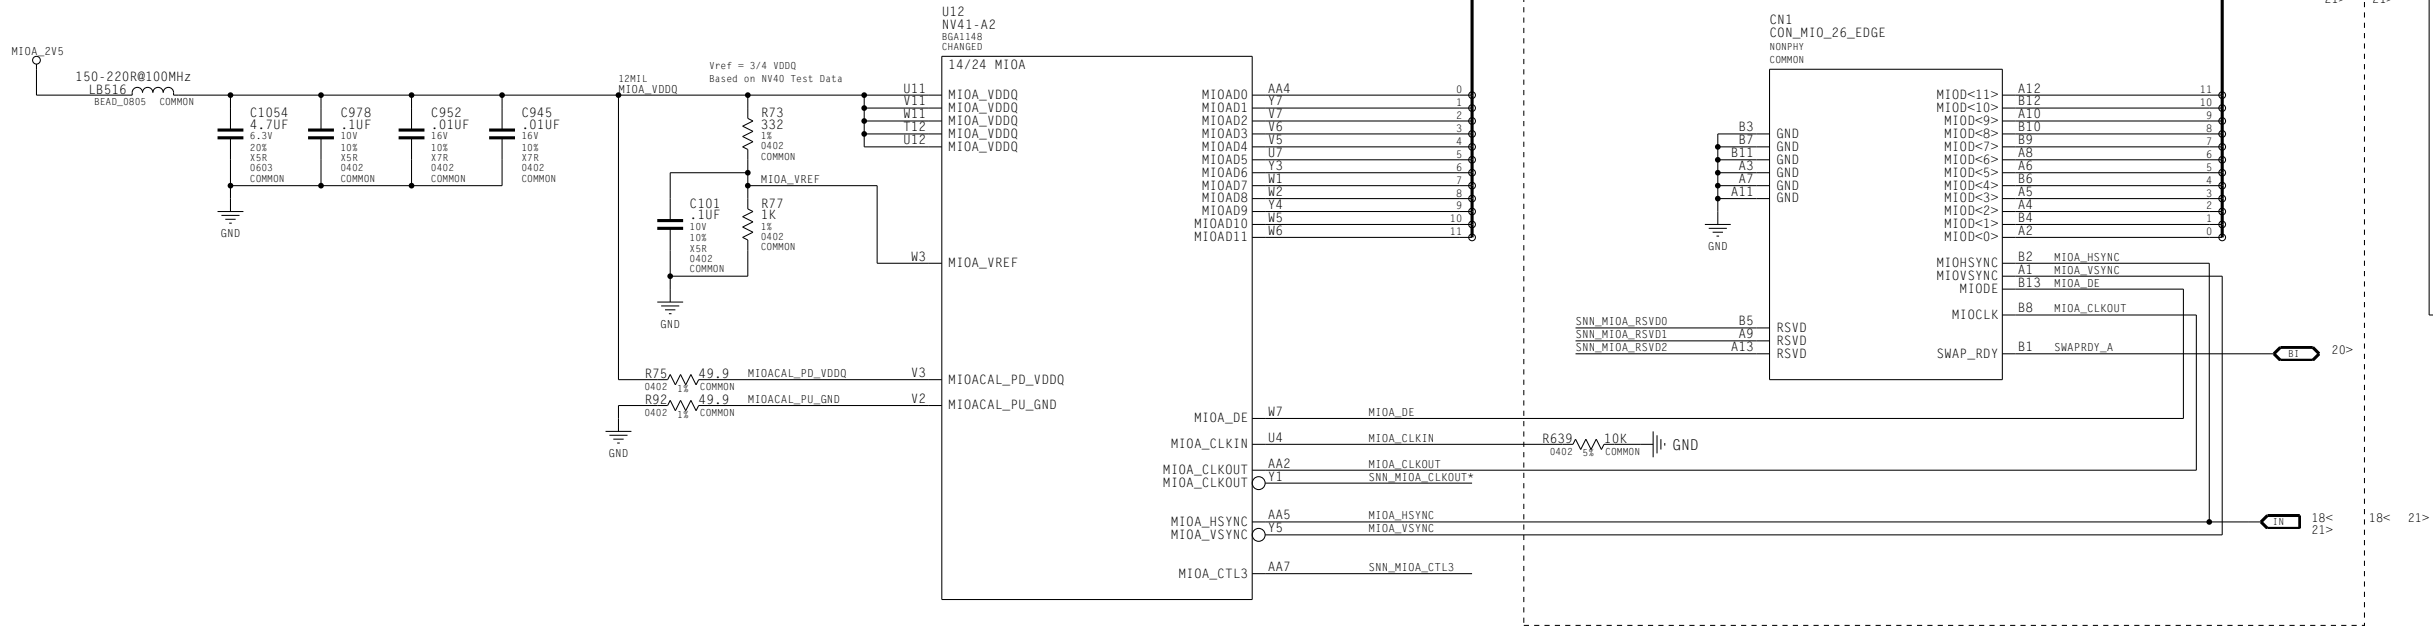 MIOA_2V5
150-220R@100MHz
LB516
BEAD_0805 COMMON
C1054
4.7UF
6.3V
20%
X5R
0603
COMMON
C978
.1UF
10V
10%
X5R
0402
COMMON
C952
.01UF
16V
10%
X7R
0402
COMMON
C945
.01UF
16V
10%
X7R
0402
COMMON
GND
12MIL
MIOA_VDDQ
Vref = 3/4 VDDQ
Based on NV40 Test Data
R73
332
1%
0402
COMMON
MIOA_VREF
C101
.1UF
10V
10%
X5R
0402
COMMON
R77
1K
1%
0402
COMMON
GND
R75 49.9 MIOACAL_PD_VDDQ
0402 1% COMMON
R92 49.9 MIOACAL_PU_GND
0402 1% COMMON
GND
U12
NV41-A2
BGA1148
CHANGED
14/24 MIOA
U11 MIOA_VDDQ
V11 MIOA_VDDQ
W11 MIOA_VDDQ
T12 MIOA_VDDQ
U12 MIOA_VDDQ
W3 MIOA_VREF
V3 MIOACAL_PD_VDDQ
V2 MIOACAL_PU_GND
MIOAD0 AA4 0
MIOAD1 Y7 1
MIOAD2 V7 2
MIOAD3 V6 3
MIOAD4 V5 4
MIOAD5 U7 5
MIOAD6 Y3 6
MIOAD7 W1 7
MIOAD8 W2 8
MIOAD9 Y4 9
MIOAD10 W5 10
MIOAD11 W6 11
MIOA_DE W7 MIOA_DE
MIOA_CLKIN U4 MIOA_CLKIN
MIOA_CLKOUT AA2 MIOA_CLKOUT
MIOA_CLKOUT Y1 SNN_MIOA_CLKOUT*
MIOA_HSYNC AA5 MIOA_HSYNC
MIOA_VSYNC Y5 MIOA_VSYNC
MIOA_CTL3 AA7 SNN_MIOA_CTL3
R639 10K GND
0402 5% COMMON
CN1
CON_MIO_26_EDGE
NONPHY
COMMON
B3 GND
B7 GND
B11 GND
A3 GND
A7 GND
A11 GND
GND
SNN_MIOA_RSVD0 B5 RSVD
SNN_MIOA_RSVD1 A9 RSVD
SNN_MIOA_RSVD2 A13 RSVD
MIOD<11> A12 11
MIOD<10> B12 10
MIOD<9> A10 9
MIOD<8> B10 8
MIOD<7> B9 7
MIOD<6> A8 6
MIOD<5> A6 5
MIOD<4> B6 4
MIOD<3> A5 3
MIOD<2> A4 2
MIOD<1> B4 1
MIOD<0> A2 0
MIOHSYNC B2 MIOA_HSYNC
MIOVSYNC A1 MIOA_VSYNC
MIODE B13 MIOA_DE
MIOCLK B8 MIOA_CLKOUT
SWAP_RDY B1 SWAPRDY_A
BI 20>
IN 18< 18< 21>
21>